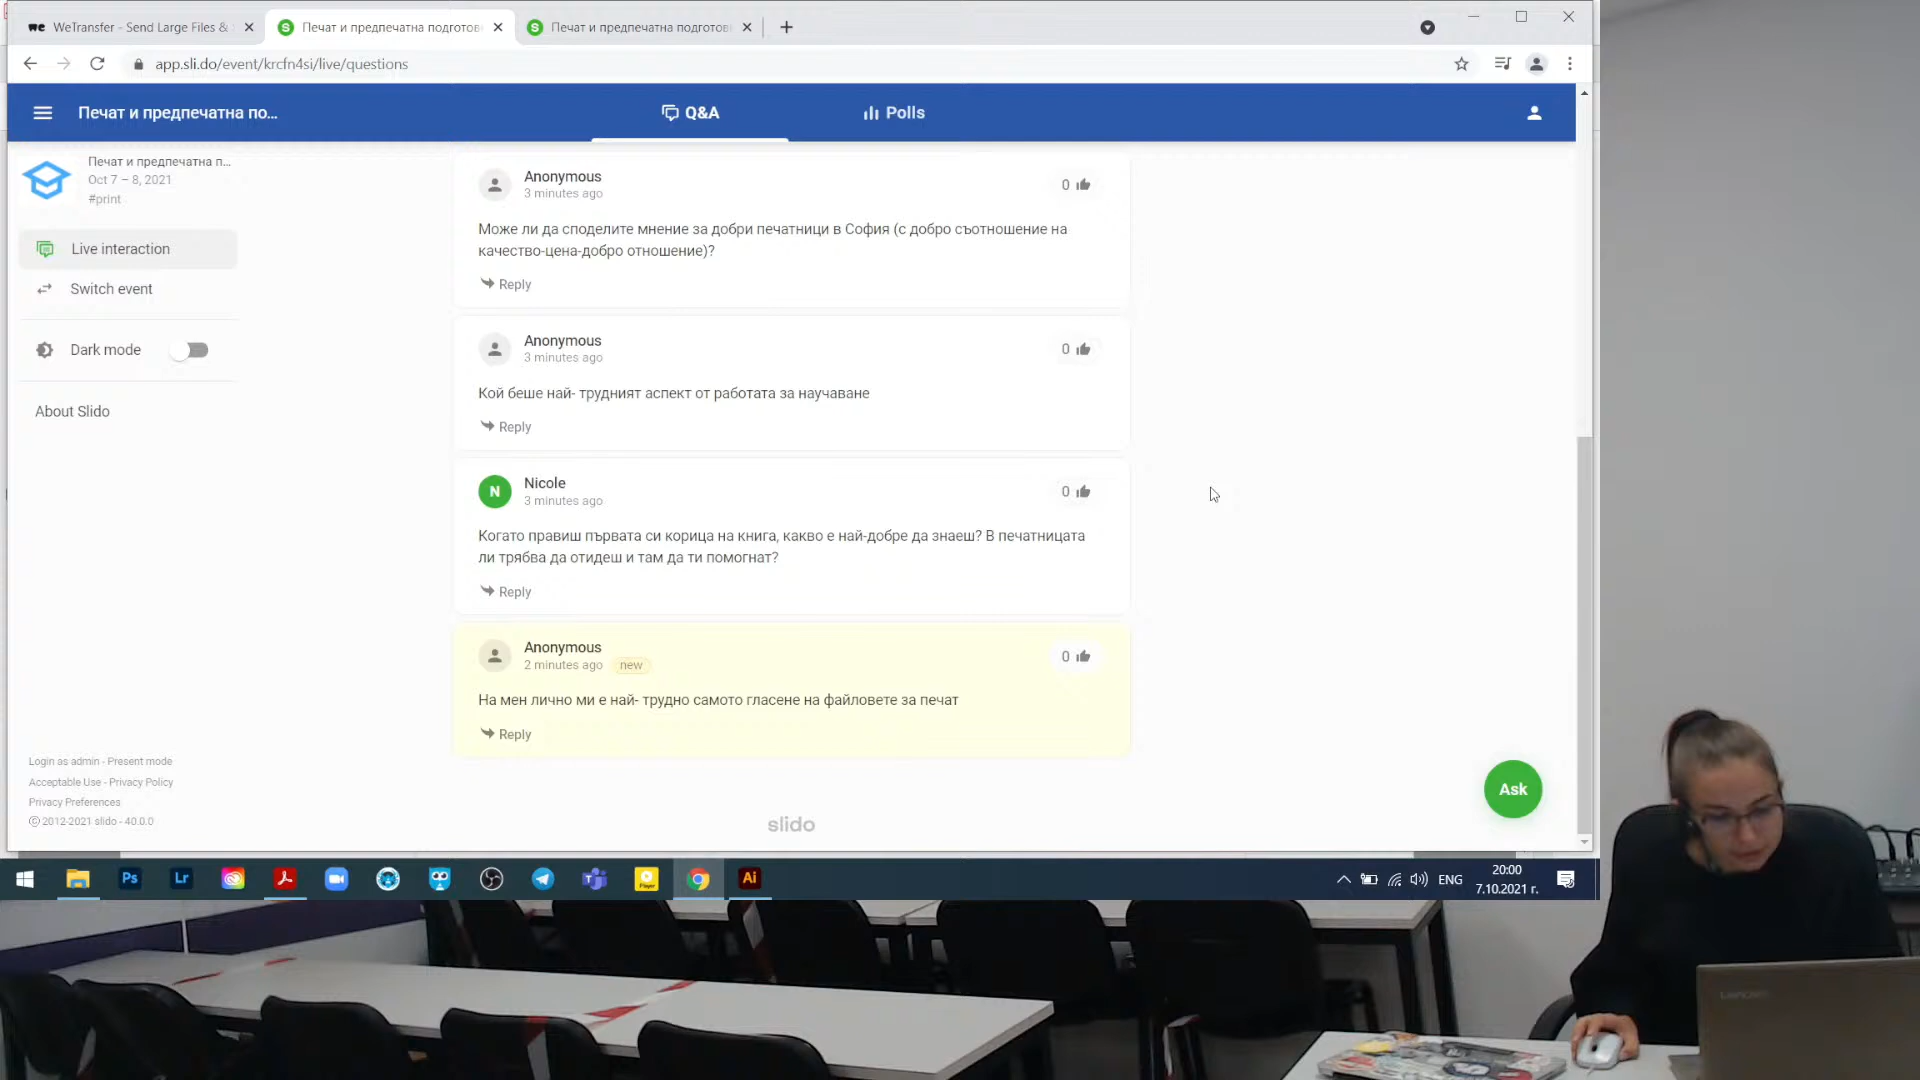 WeTransfer - Send Large Files &
Печат и предпечатна подготов
Печат и предпечатна подготов
app.sli.do/event/krcfn4si/live/questions
Печат и предпечатна по...
Q&A
Polls
Печат и предпечатна п...
Oct 7 – 8, 2021
#print
Live interaction
Switch event
Dark mode
About Slido
Anonymous
3 minutes ago
0
Може ли да споделите мнение за добри печатници в София (с добро съотношение на
качество-цена-добро отношение)?
Reply
Anonymous
3 minutes ago
0
Кой беше най- трудният аспект от работата за научаване
Reply
N
Nicole
3 minutes ago
0
Когато правиш първата си корица на книга, какво е най-добре да знаеш? В печатницата
ли трябва да отидеш и там да ти помогнат?
Reply
Anonymous
2 minutes ago new
0
На мен лично ми е най- трудно самото гласене на файловете за печат
Reply
Login as admin - Present mode
Acceptable Use - Privacy Policy
Privacy Preferences
© 2012-2021 slido - 40.0.0
slido
Ask
Ps
Lr
Player
Ai
ENG
20:00
7.10.2021 г.
Lenovo